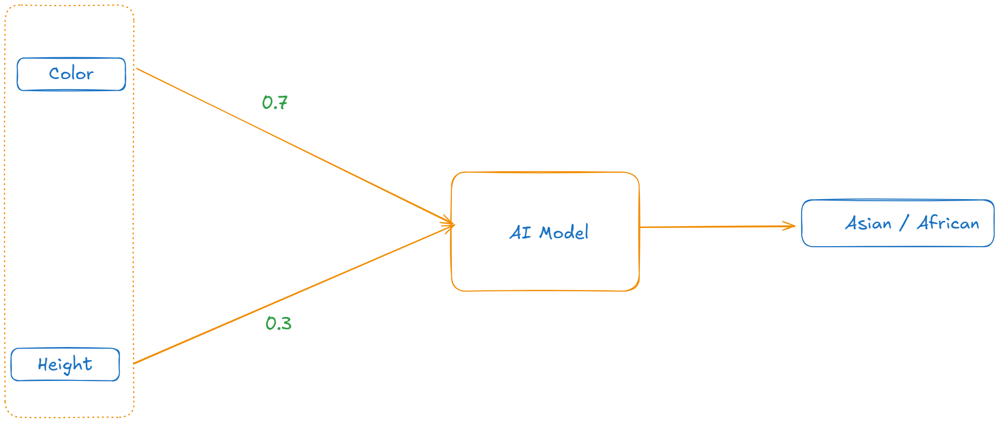 Color
0.7
AI Model
Asian / African
0.3
Height